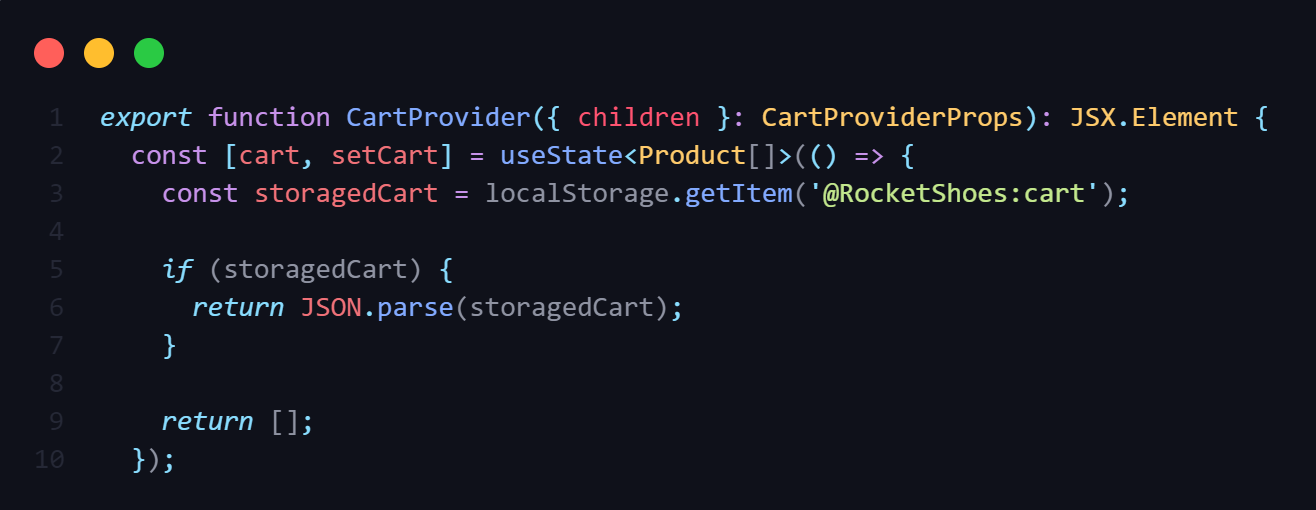 1 export function CartProvider({ children }: CartProviderProps): JSX.Element {
2   const [cart, setCart] = useState<Product[]>(() => {
3     const storagedCart = localStorage.getItem('@RocketShoes:cart');
4
5     if (storagedCart) {
6       return JSON.parse(storagedCart);
7     }
8
9     return [];
10   });